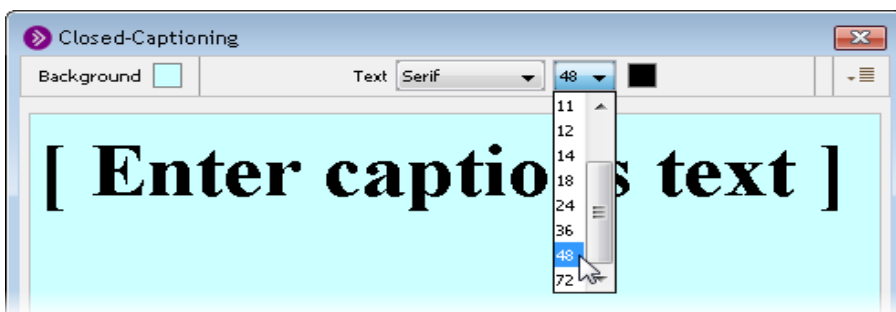 Closed-Captioning
Background Text Serif 48
11
12
14
18
24
36
48
72
[ Enter captio s text ]